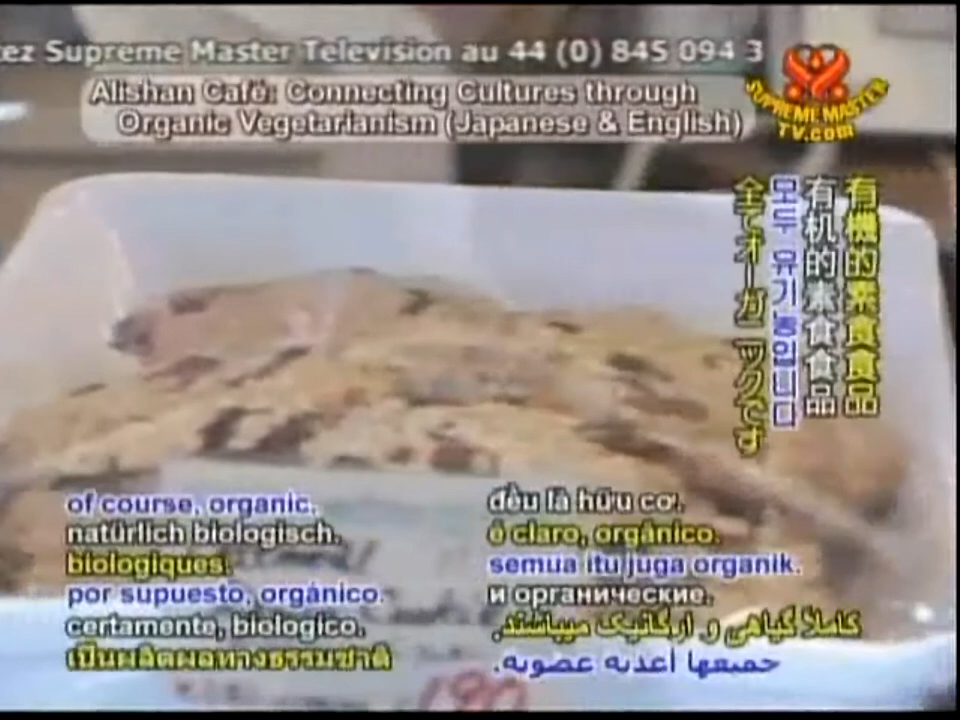 ez Supreme Master Television au 44 (0) 845 094 3
Alishan Café: Connecting Cultures through
Organic Vegetarianism (Japanese & English)
SUPREME MASTER
TV.com
有機的素食食品
有机的素食食品
모두 유기농입니다
全てオーガニックです
of course, organic.
natürlich biologisch.
biologiques.
por supuesto, orgánico.
certamente, biologico.
เป็นผลิตผลทางธรรมชาติ
đều là hữu cơ.
é claro, orgânico.
semua itu juga organik.
и органические.
کاملاً گیاهی و ارگانیک میباشند.
جميعها أغذية عضوية.
190